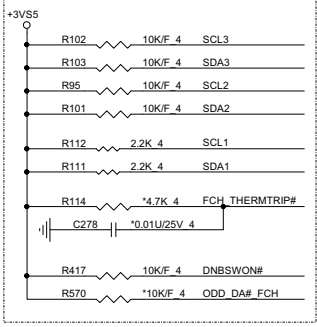 +3VS5
R102 10K/F_4 SCL3
R103 10K/F_4 SDA3
R95 10K/F_4 SCL2
R101 10K/F_4 SDA2
R112 2.2K_4 SCL1
R111 2.2K_4 SDA1
R114 *4.7K_4 FCH_THERMTRIP#
C278 *0.01U/25V_4
R417 10K/F_4 DNBSWON#
R570 *10K/F_4 ODD_DA#_FCH